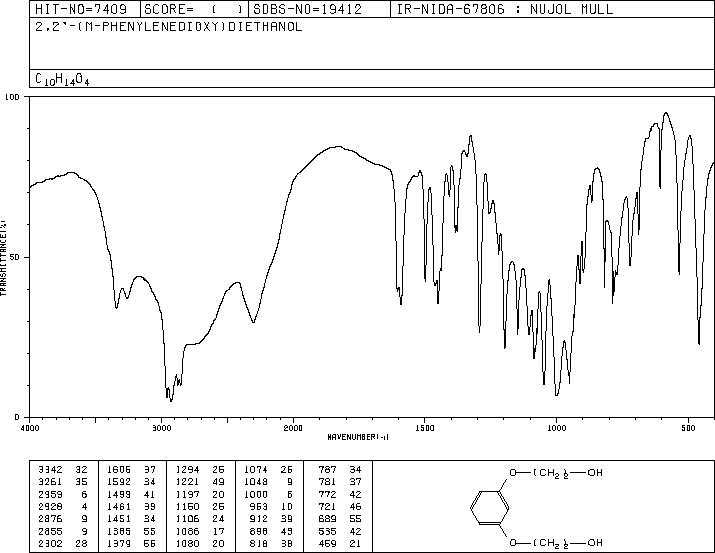 HIT-NO=7409 SCORE= ( ) SDBS-NO=19412 IR-NIDA-67806 : NUJOL MULL
2,2'-(M-PHENYLENEDIOXY)DIETHANOL
C10H14O4
100
50
0
TRANSMITTANCE(%)
4000 3000 2000 1500 1000 500
WAVENUMBER(-1)
3342 32 1606 37 1294 25 1074 26 787 34
3261 35 1592 34 1221 49 1048 9 781 37
2959 6 1499 41 1197 20 1000 6 772 42
2928 4 1461 39 1150 25 953 10 721 46
2876 9 1451 34 1106 24 912 39 689 55
2855 9 1385 55 1086 17 898 49 535 42
2302 28 1379 56 1080 20 818 38 459 21
O—(CH2)2—OH
O—(CH2)2—OH